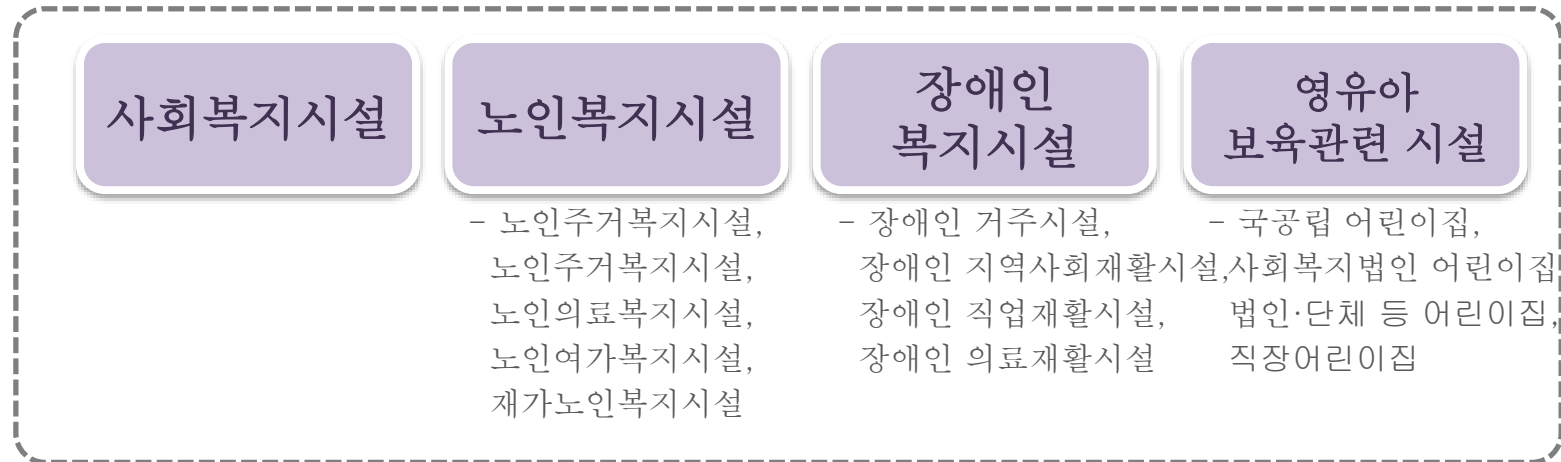 사회복지시설
노인복지시설
장애인
복지시설
영유아
보육관련 시설
- 노인주거복지시설,
노인주거복지시설,
노인의료복지시설,
노인여가복지시설,
재가노인복지시설
- 장애인 거주시설,
장애인 지역사회재활시설,
장애인 직업재활시설,
장애인 의료재활시설
- 국공립 어린이집,
사회복지법인 어린이집
법인·단체 등 어린이집,
직장어린이집